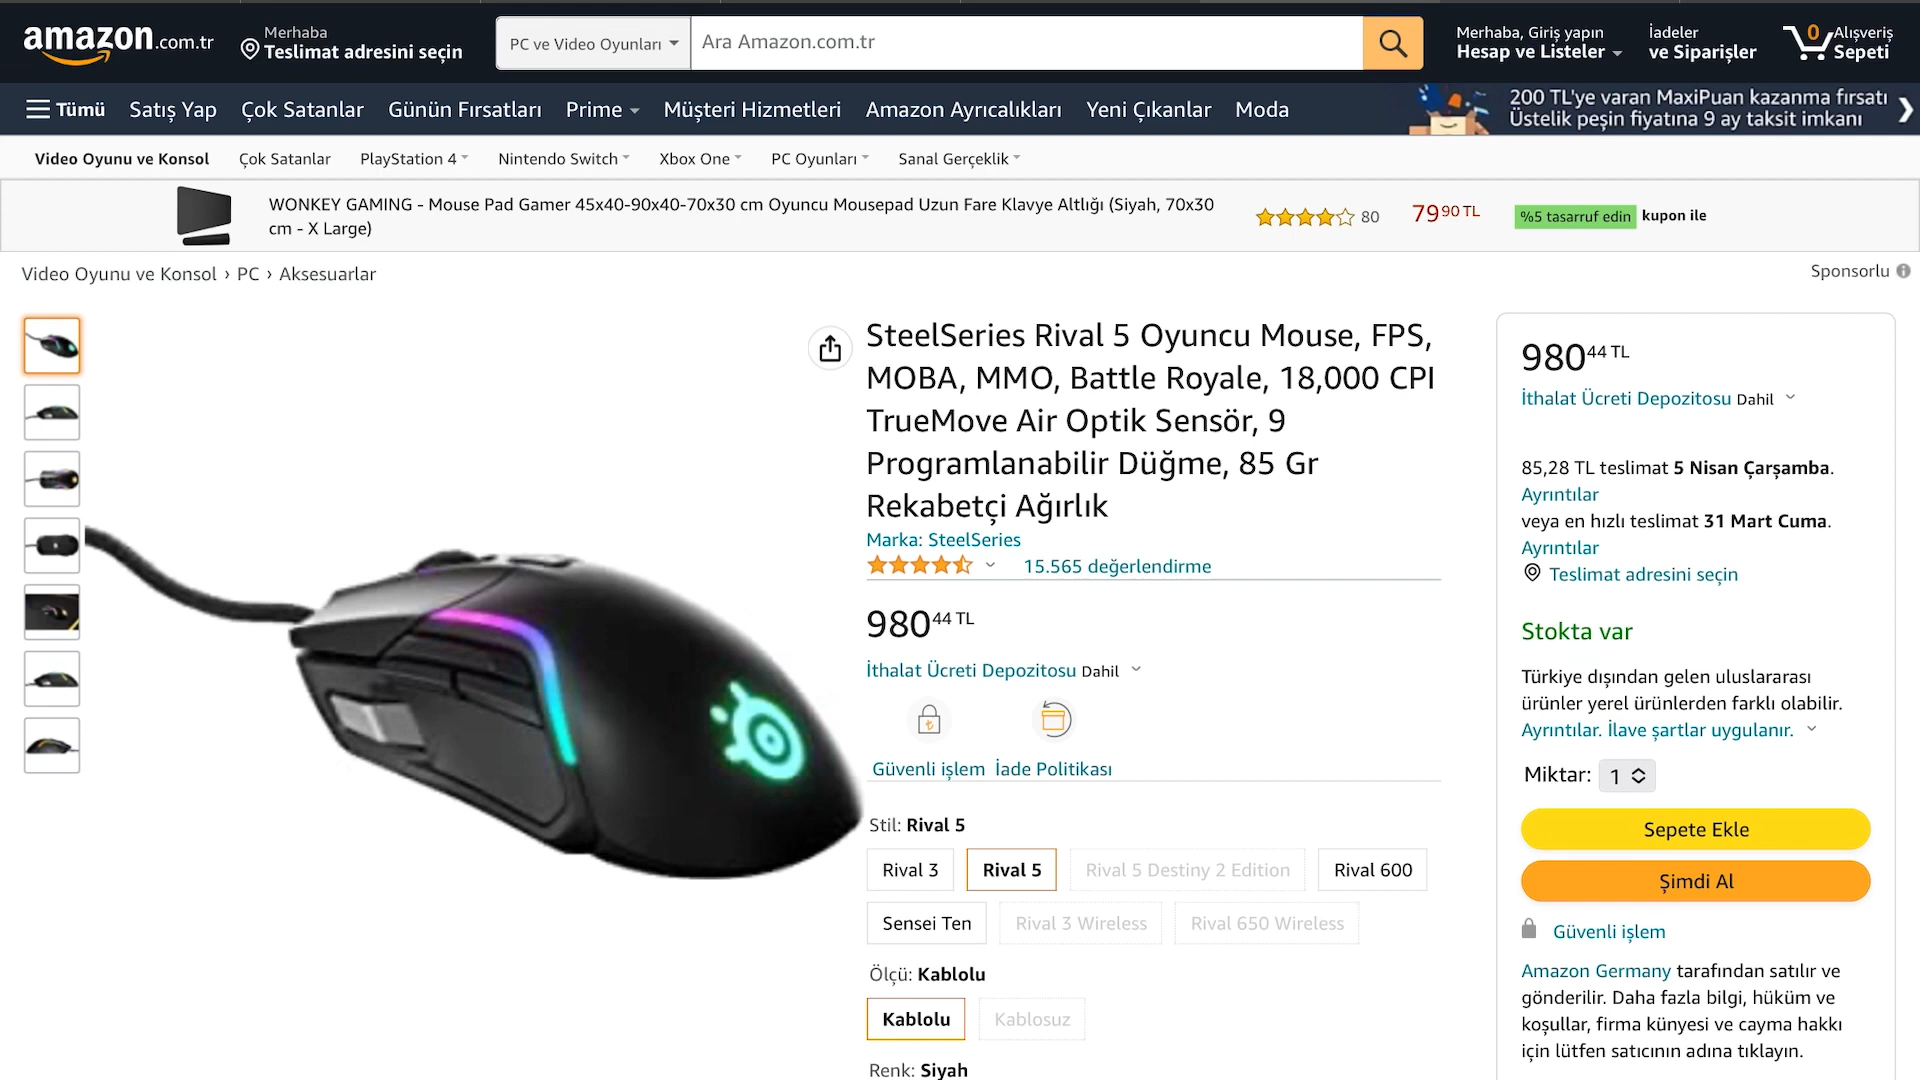 amazon.com.tr
Merhaba
Teslimat adresini seçin
PC ve Video Oyunları
Ara Amazon.com.tr
Merhaba, Giriş yapın
Hesap ve Listeler
İadeler
ve Siparişler
0
Alışveriş
Sepeti
Tümü
Satış Yap
Çok Satanlar
Günün Fırsatları
Prime
Müşteri Hizmetleri
Amazon Ayrıcalıkları
Yeni Çıkanlar
Moda
200 TL'ye varan MaxiPuan kazanma fırsatı
Üstelik peşin fiyatına 9 ay taksit imkanı
Video Oyunu ve Konsol
Çok Satanlar
PlayStation 4
Nintendo Switch
Xbox One
PC Oyunları
Sanal Gerçeklik
WONKEY GAMING - Mouse Pad Gamer 45x40-90x40-70x30 cm Oyuncu Mousepad Uzun Fare Klavye Altlığı (Siyah, 70x30
cm - X Large)
80
79⁹⁰ TL
%5 tasarruf edin kupon ile
Video Oyunu ve Konsol › PC › Aksesuarlar
Sponsorlu
SteelSeries Rival 5 Oyuncu Mouse, FPS,
MOBA, MMO, Battle Royale, 18,000 CPI
TrueMove Air Optik Sensör, 9
Programlanabilir Düğme, 85 Gr
Rekabetçi Ağırlık
Marka: SteelSeries
15.565 değerlendirme
980⁴⁴ TL
İthalat Ücreti Depozitosu Dahil
Güvenli işlem
İade Politikası
Stil: Rival 5
Rival 3
Rival 5
Rival 5 Destiny 2 Edition
Rival 600
Sensei Ten
Rival 3 Wireless
Rival 650 Wireless
Ölçü: Kablolu
Kablolu
Kablosuz
Renk: Siyah
980⁴⁴ TL
İthalat Ücreti Depozitosu Dahil
85,28 TL teslimat 5 Nisan Çarşamba.
Ayrıntılar
veya en hızlı teslimat 31 Mart Cuma.
Ayrıntılar
Teslimat adresini seçin
Stokta var
Türkiye dışından gelen uluslararası
ürünler yerel ürünlerden farklı olabilir.
Ayrıntılar. İlave şartlar uygulanır.
Miktar: 1
Sepete Ekle
Şimdi Al
Güvenli işlem
Amazon Germany tarafından satılır ve
gönderilir. Daha fazla bilgi, hüküm ve
koşullar, firma künyesi ve cayma hakkı
için lütfen satıcının adına tıklayın.